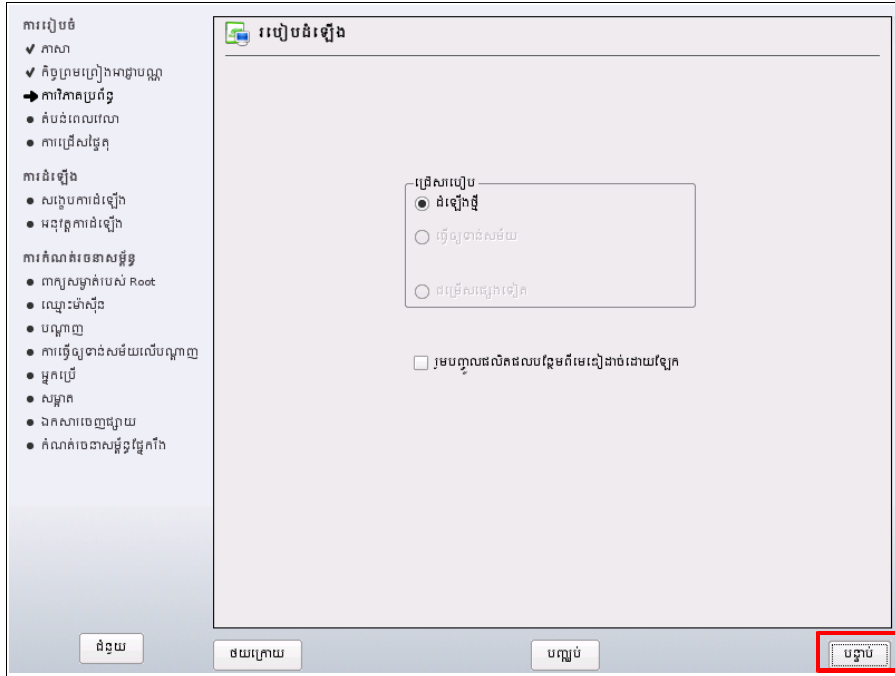 ការរៀបចំ
ភាសា
កិច្ចព្រមព្រៀងអាជ្ញាបណ្ណ
ការវិភាគប្រព័ន្ធ
តំបន់ពេលវេលា
ការជ្រើសផ្ទៃតុ
ការដំឡើង
សង្ខេបការដំឡើង
អនុវត្តការដំឡើង
ការកំណត់រចនាសម្ព័ន្ធ
ពាក្យសម្ងាត់របស់ Root
ឈ្មោះម៉ាស៊ីន
បណ្ដាញ
ការធ្វើឲ្យទាន់សម័យលើបណ្ដាញ
អ្នកប្រើ
សម្អាត
ឯកសារចេញផ្សាយ
កំណត់រចនាសម្ព័ន្ធផ្នែករឹង
ជំនួយ
របៀបដំឡើង
ជ្រើសរបៀប
ដំឡើងថ្មី
ធ្វើឲ្យទាន់សម័យ
ជម្រើសផ្សេងទៀត
រួមបញ្ចូលផលិតផលបន្ថែមពីមេឌៀដាច់ដោយឡែក
ថយក្រោយ
បញ្ឈប់
បន្ទាប់